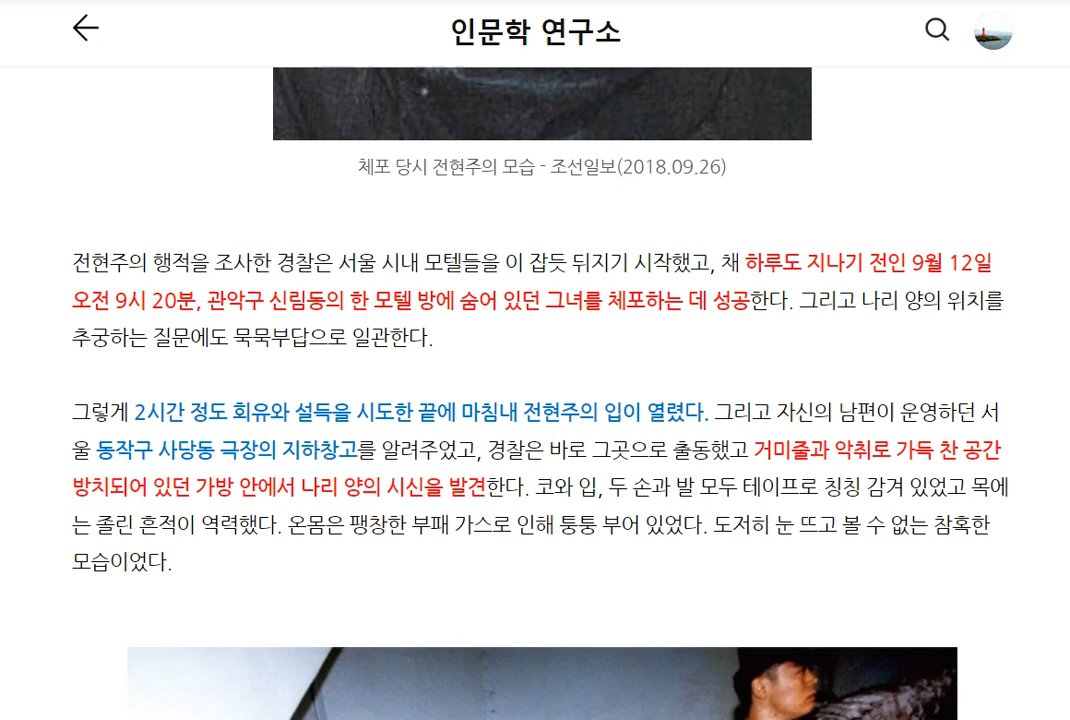 인문학 연구소
체포 당시 전현주의 모습 - 조선일보(2018.09.26)
전현주의 행적을 조사한 경찰은 서울 시내 모텔들을 이 잡듯 뒤지기 시작했고, 채 하루도 지나기 전인 9월 12일
오전 9시 20분, 관악구 신림동의 한 모텔 방에 숨어 있던 그녀를 체포하는 데 성공한다. 그리고 나리 양의 위치를
추궁하는 질문에도 묵묵부답으로 일관한다.
그렇게 2시간 정도 회유와 설득을 시도한 끝에 마침내 전현주의 입이 열렸다. 그리고 자신의 남편이 운영하던 서
울 동작구 사당동 극장의 지하창고를 알려주었고, 경찰은 바로 그곳으로 출동했고 거미줄과 악취로 가득 찬 공간
방치되어 있던 가방 안에서 나리 양의 시신을 발견한다. 코와 입, 두 손과 발 모두 테이프로 칭칭 감겨 있었고 목에
는 졸린 흔적이 역력했다. 온몸은 팽창한 부패 가스로 인해 퉁퉁 부어 있었다. 도저히 눈 뜨고 볼 수 없는 참혹한
모습이었다.